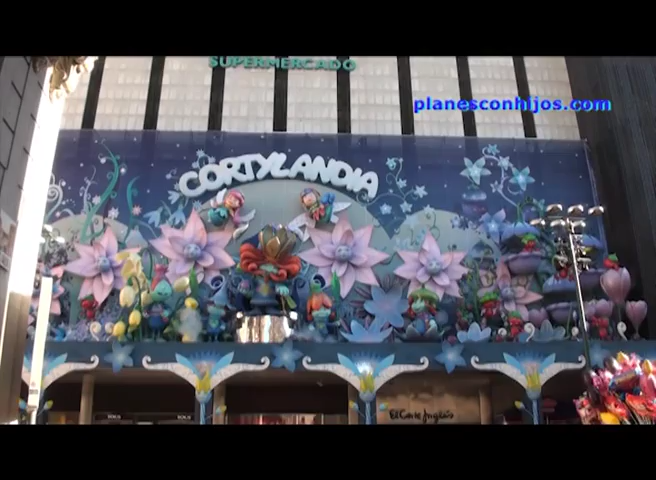 SUPERMERCADO
planesconhijos.com
CORTYLANDIA
El Corte Inglés